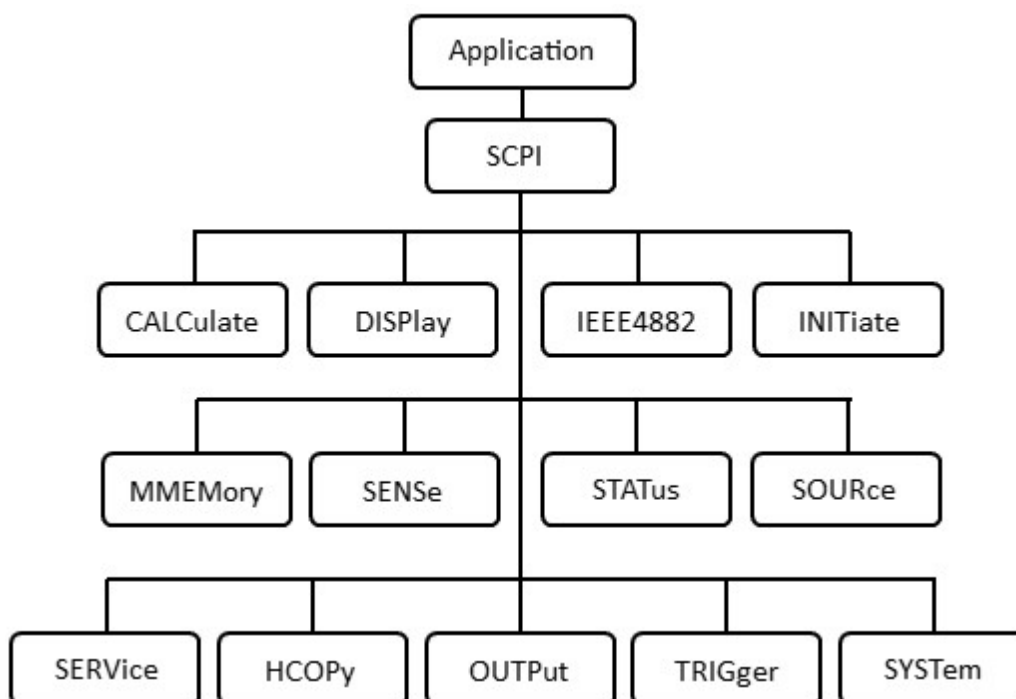 Application
SCPI
CALCulate
DISPlay
IEEE4882
INITiate
MMEMory
SENSe
STATus
SOURce
SERVice
HCOPy
OUTPut
TRIGger
SYSTem